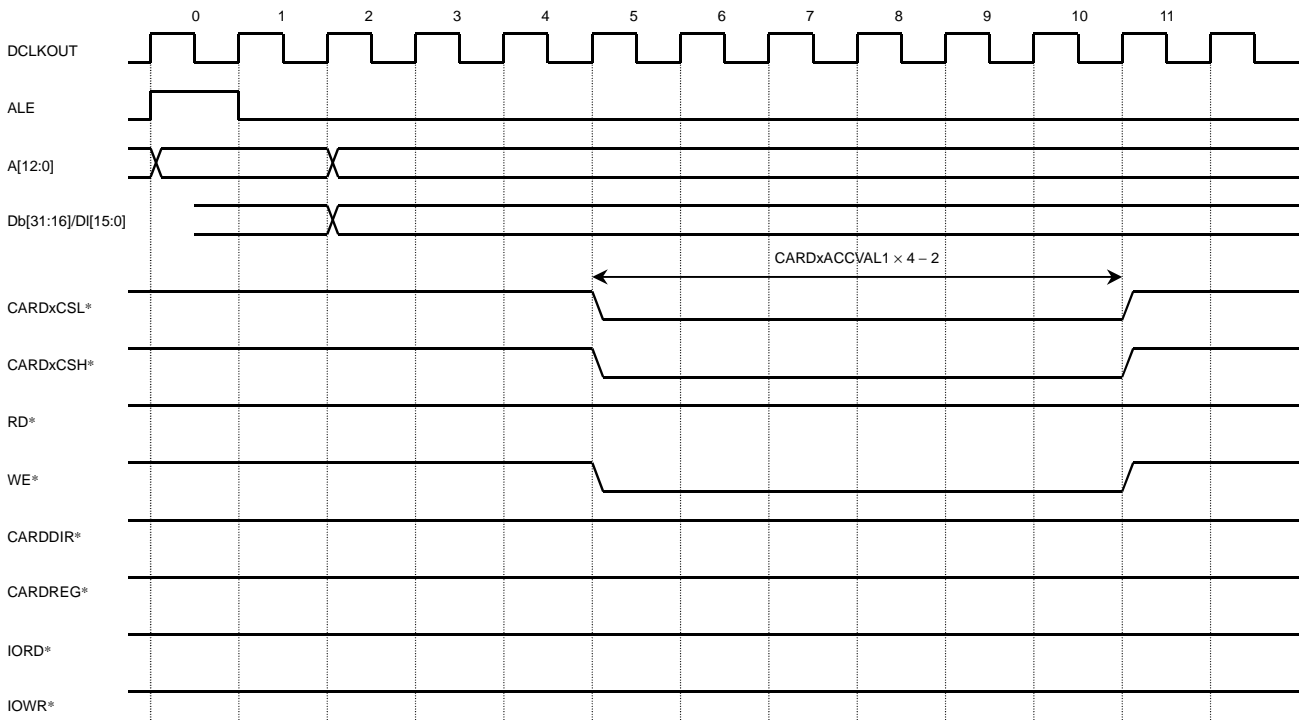 0 1 2 3 4 5 6 7 8 9 10 11
DCLKOUT
ALE
A[12:0]
Db[31:16]/Dl[15:0]
CARDxACCVAL1 × 4 – 2
CARDxCSL*
CARDxCSH*
RD*
WE*
CARDDIR*
CARDREG*
IORD*
IOWR*